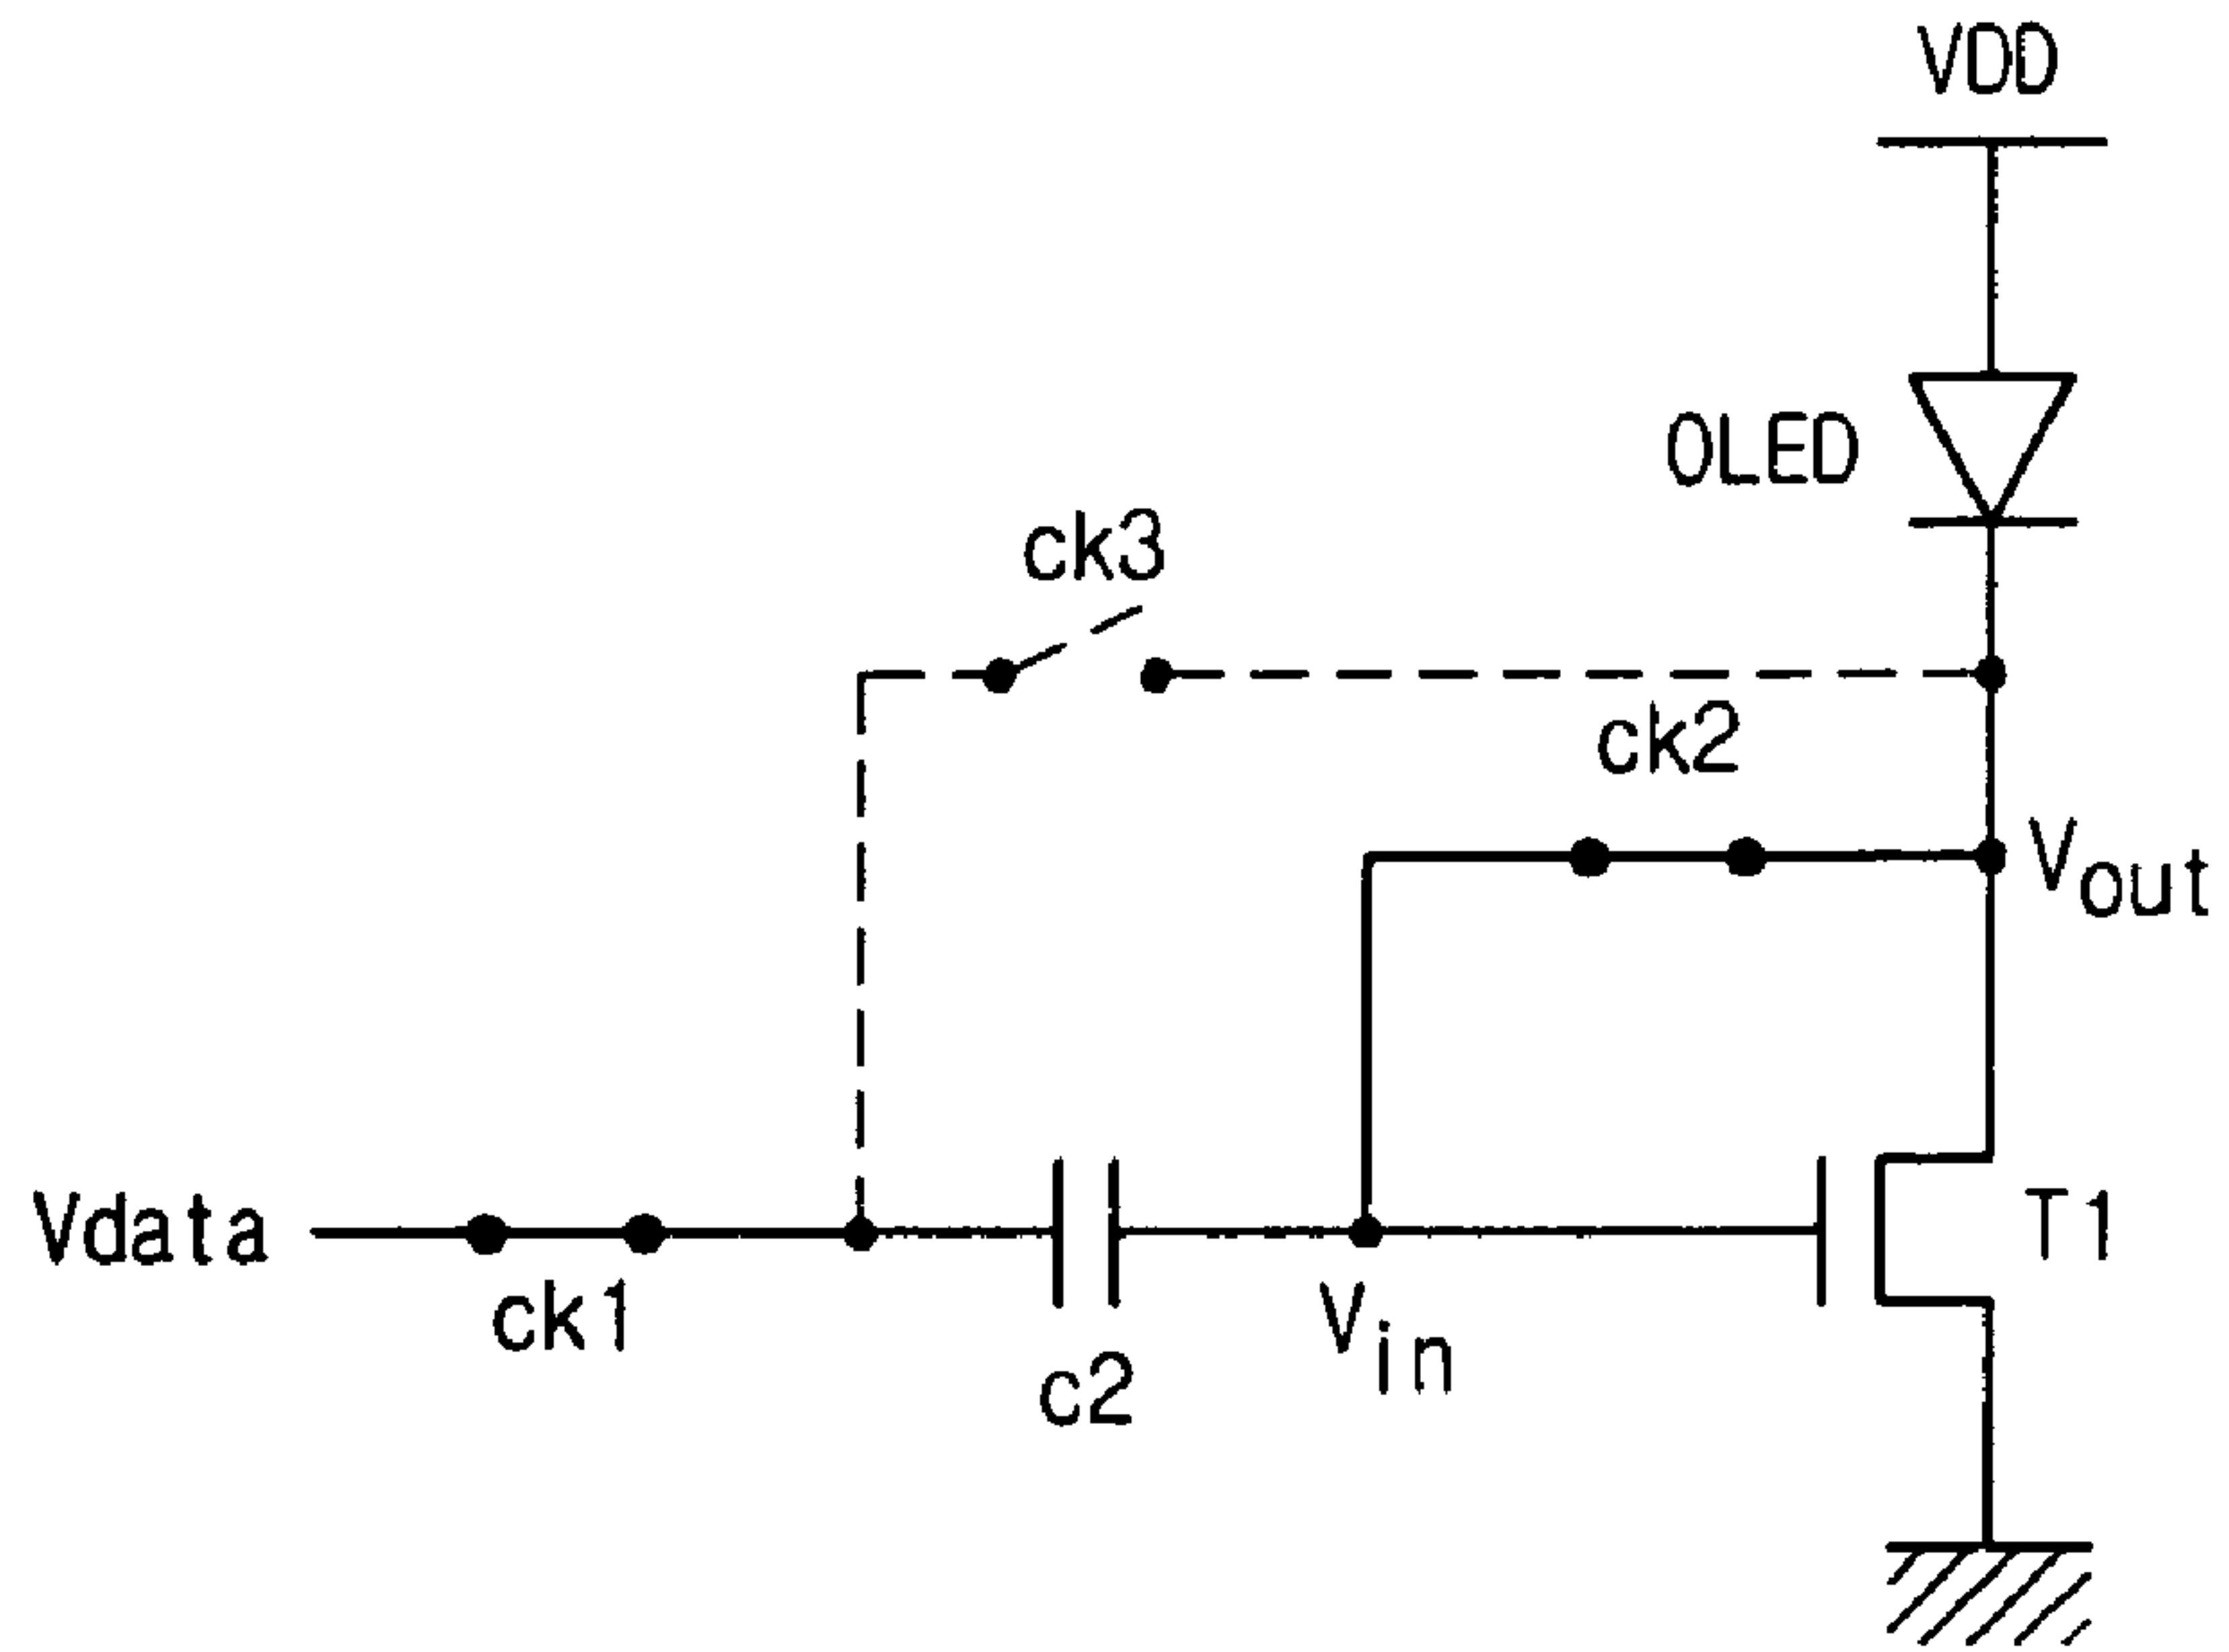 VDD
OLED
ck3
ck2
Vout
Vdata
ck1
c2
Vin
T1